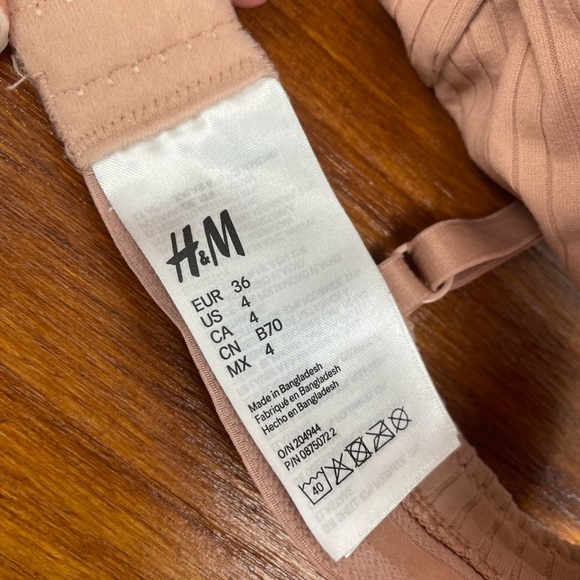 H&M
EUR 36
US 4
CA 4
CN B70
MX 4
Made in Bangladesh
Fabriqué en Bangladesh
Hecho en Bangladesh
O/N 204944
P/N 0875072 2
40